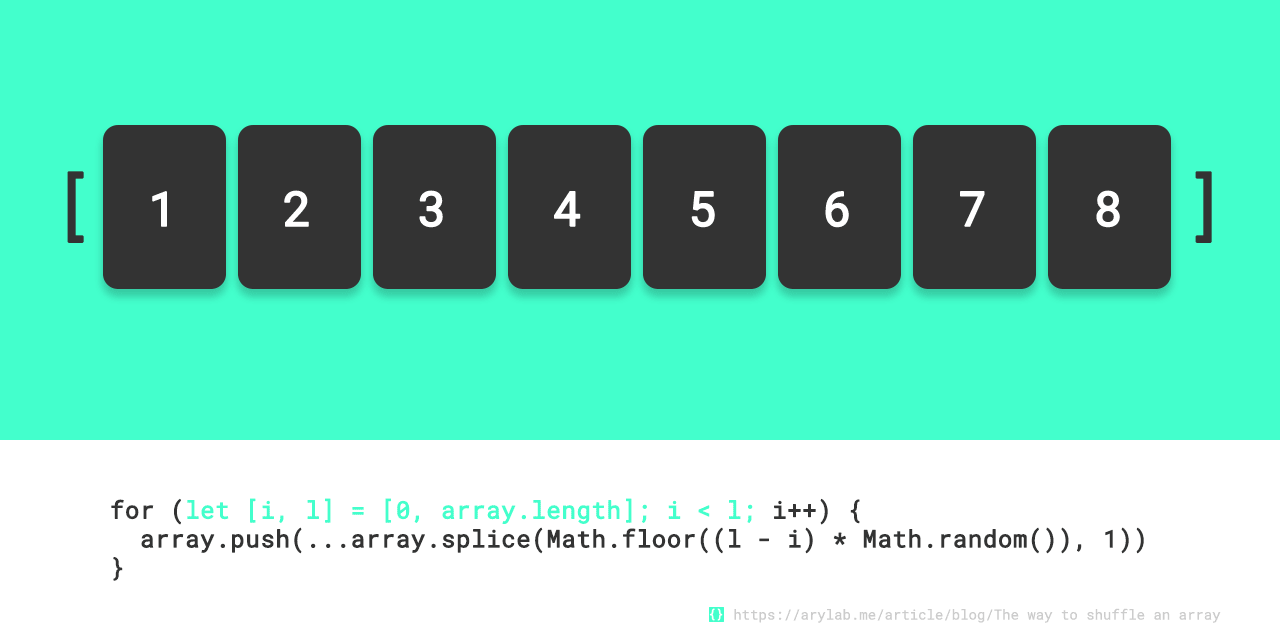 [ 1 2 3 4 5 6 7 8 ]
for (let [i, l] = [0, array.length]; i < l; i++) {
  array.push(...array.splice(Math.floor((l - i) * Math.random()), 1))
}
{} https://arylab.me/article/blog/The way to shuffle an array